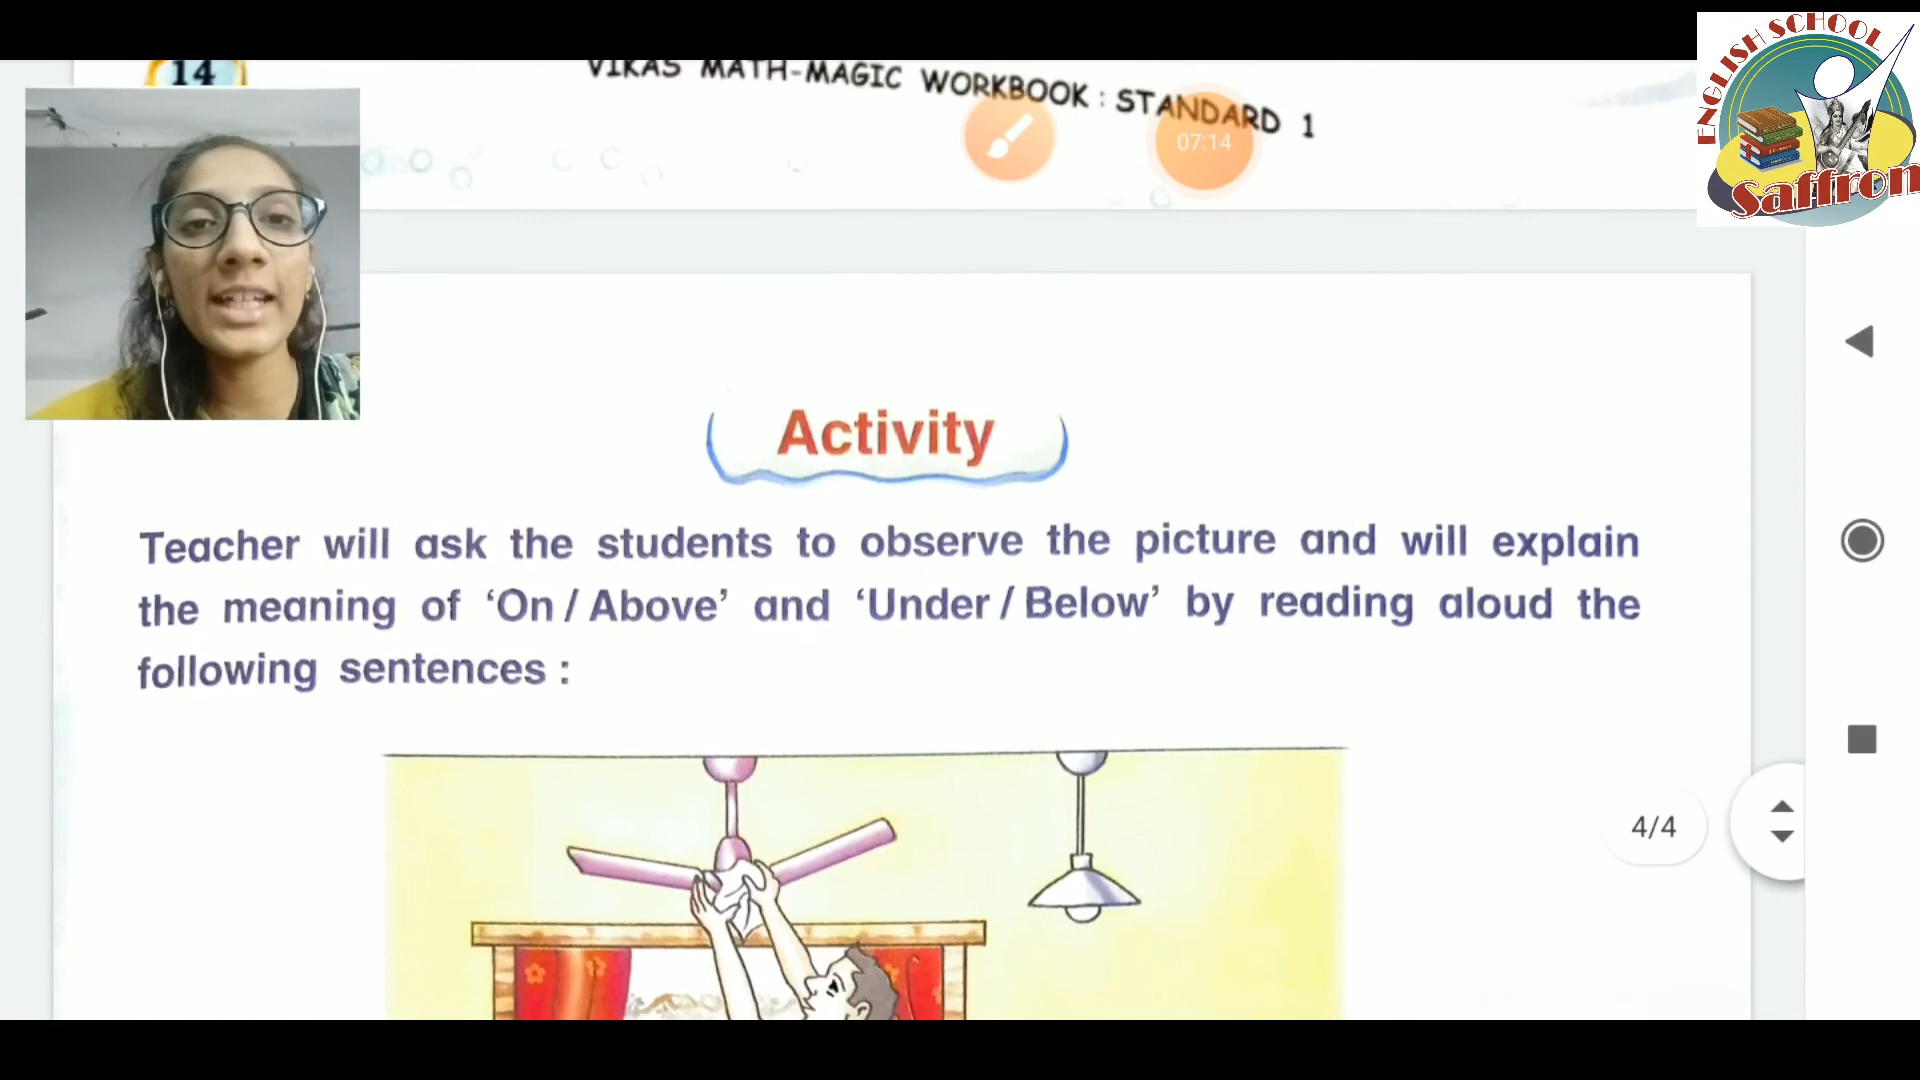 14
VIKAS MATH-MAGIC WORKBOOK : STANDARD 1
07:14
ENGLISH SCHOOL
Saffron
Activity
Teacher will ask the students to observe the picture and will explain
the meaning of ‘On / Above’ and ‘Under / Below’ by reading aloud the
following sentences :
4/4